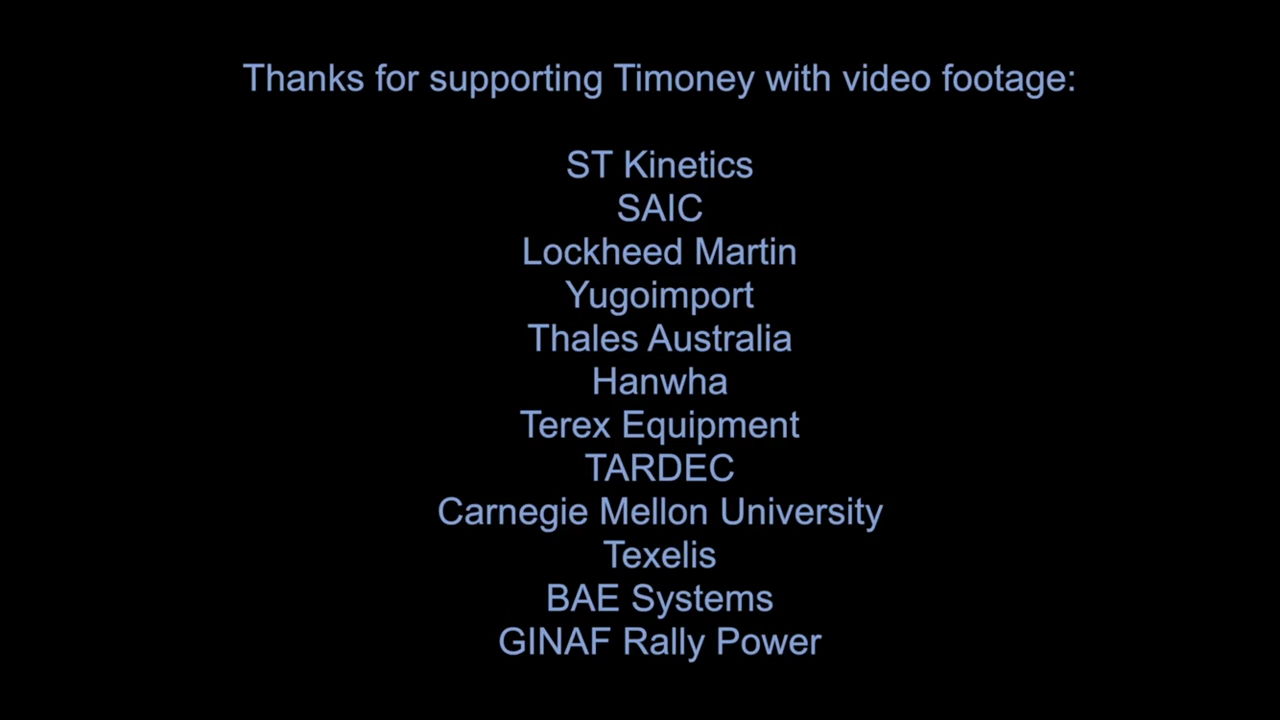 Thanks for supporting Timoney with video footage:
ST Kinetics
SAIC
Lockheed Martin
Yugoimport
Thales Australia
Hanwha
Terex Equipment
TARDEC
Carnegie Mellon University
Texelis
BAE Systems
GINAF Rally Power